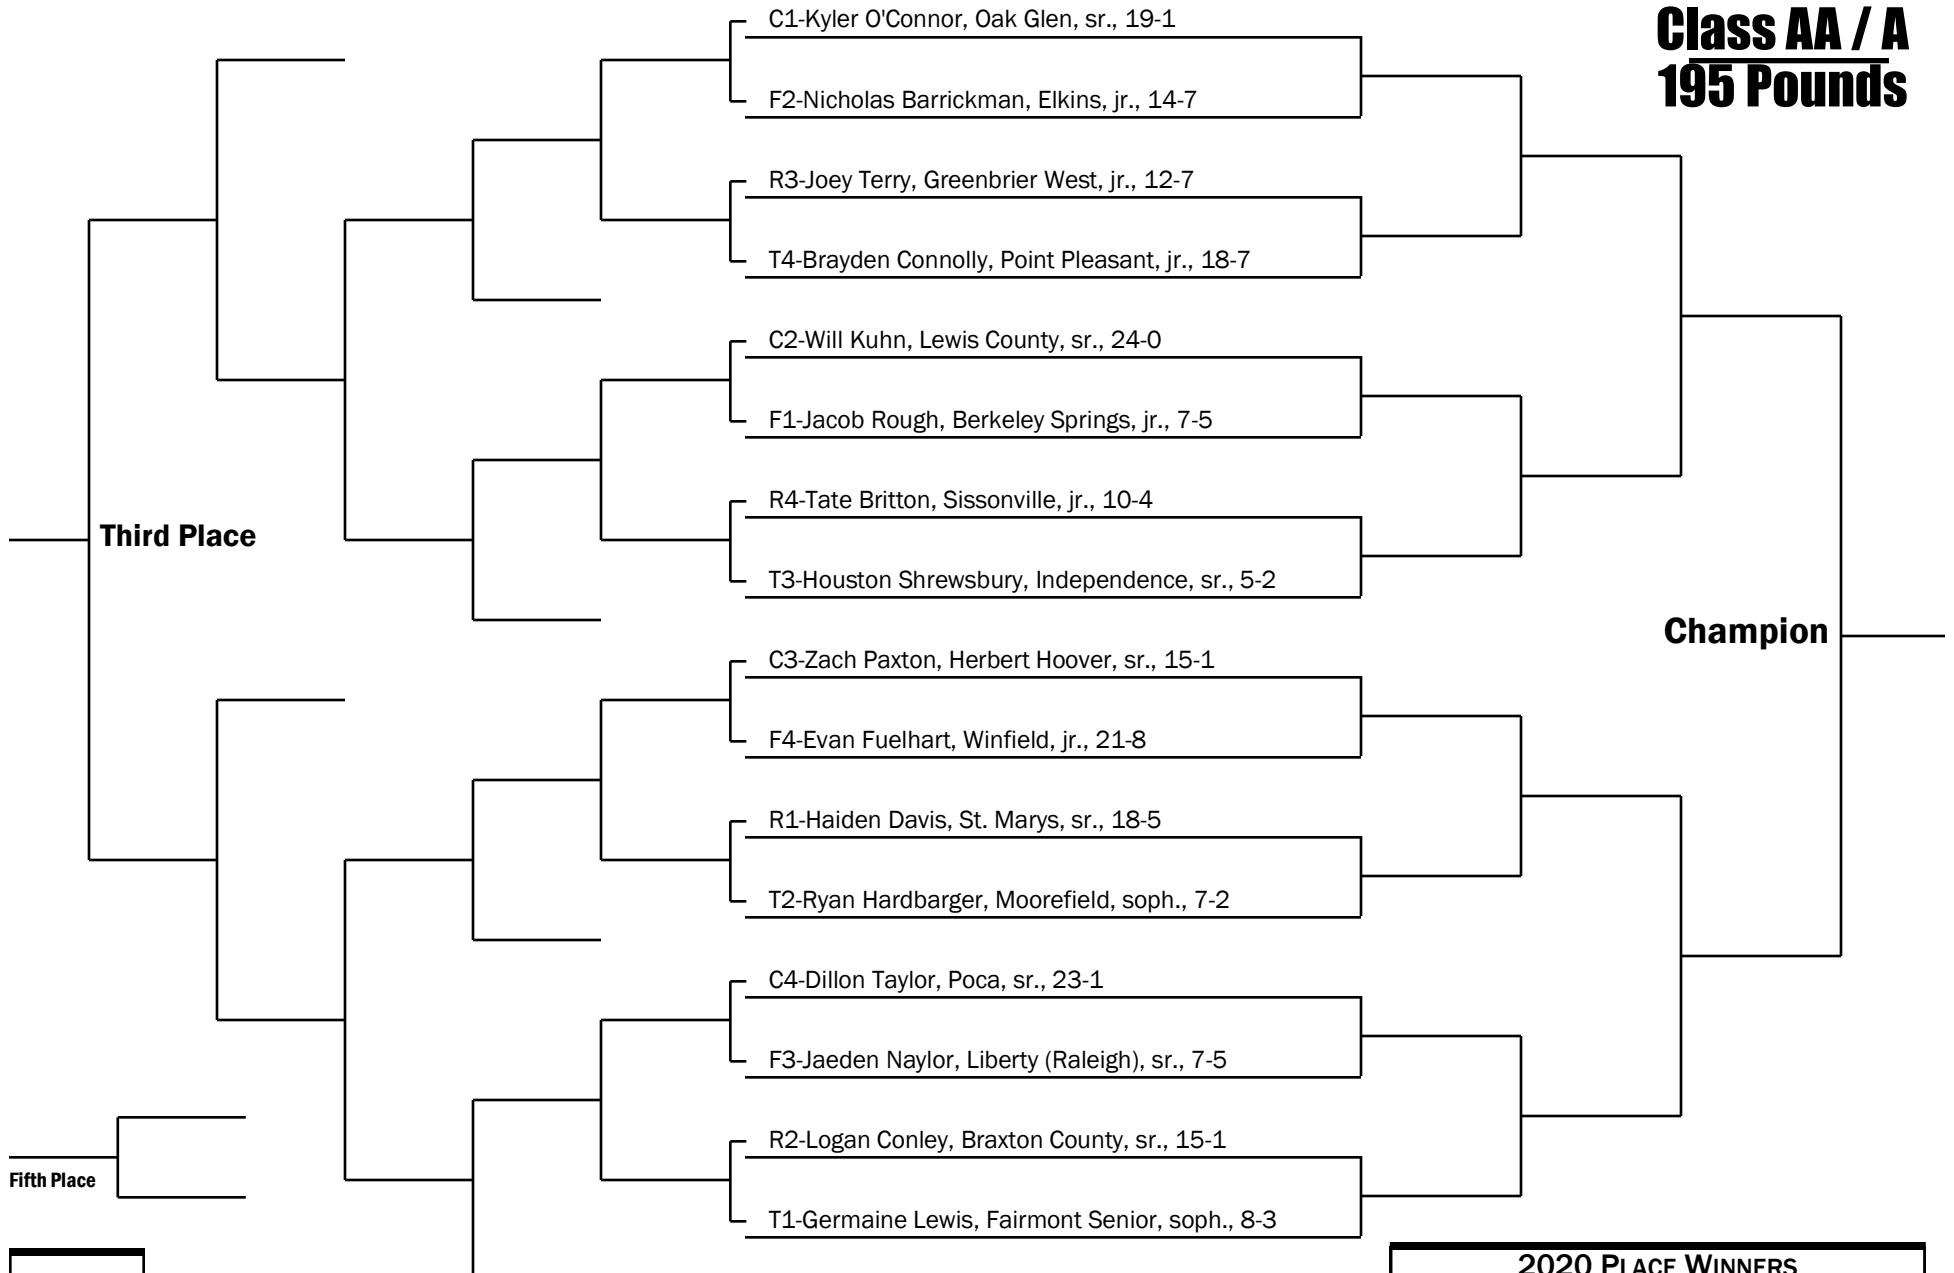 Class AA / A
195 Pounds
C1-Kyler O'Connor, Oak Glen, sr., 19-1
F2-Nicholas Barrickman, Elkins, jr., 14-7
R3-Joey Terry, Greenbrier West, jr., 12-7
T4-Brayden Connolly, Point Pleasant, jr., 18-7
C2-Will Kuhn, Lewis County, sr., 24-0
F1-Jacob Rough, Berkeley Springs, jr., 7-5
R4-Tate Britton, Sissonville, jr., 10-4
Third Place
T3-Houston Shrewsbury, Independence, sr., 5-2
Champion
C3-Zach Paxton, Herbert Hoover, sr., 15-1
F4-Evan Fuelhart, Winfield, jr., 21-8
R1-Haiden Davis, St. Marys, sr., 18-5
T2-Ryan Hardbarger, Moorefield, soph., 7-2
C4-Dillon Taylor, Poca, sr., 23-1
F3-Jaeden Naylor, Liberty (Raleigh), sr., 7-5
R2-Logan Conley, Braxton County, sr., 15-1
Fifth Place
T1-Germaine Lewis, Fairmont Senior, soph., 8-3
2020 PLACE WINNERS